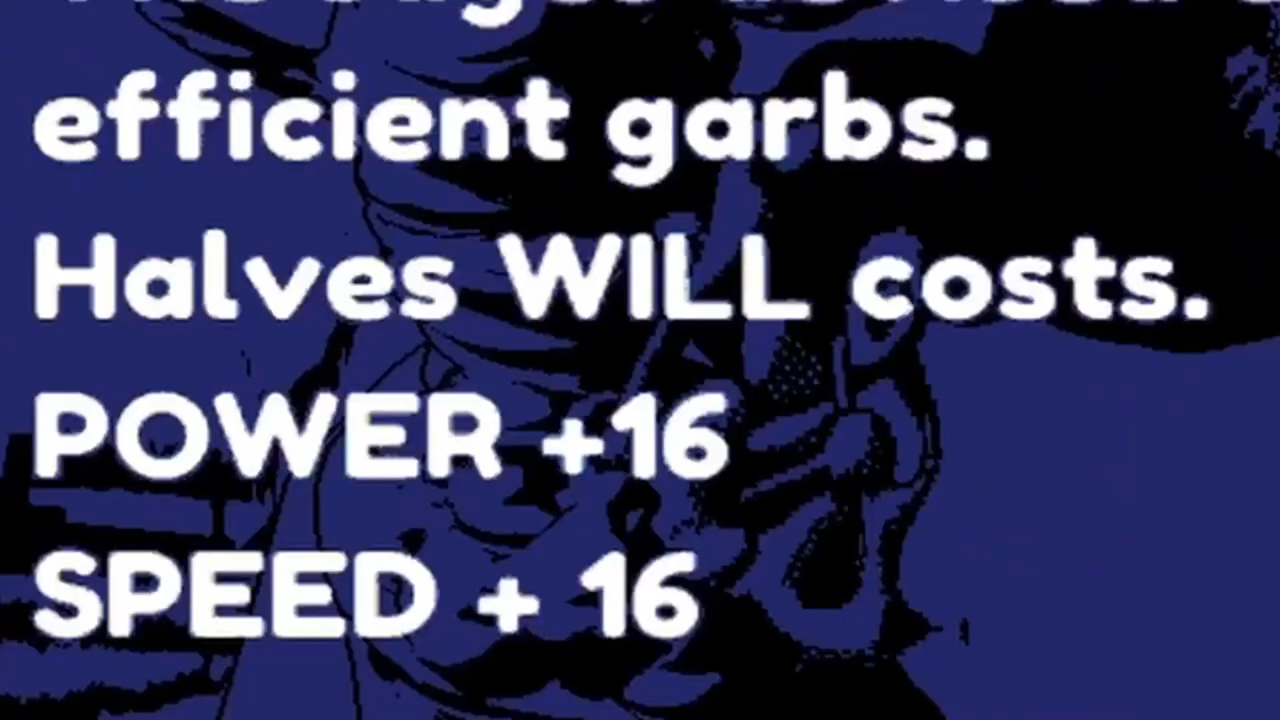 efficient garbs.
Halves WILL costs.
POWER +16
SPEED + 16